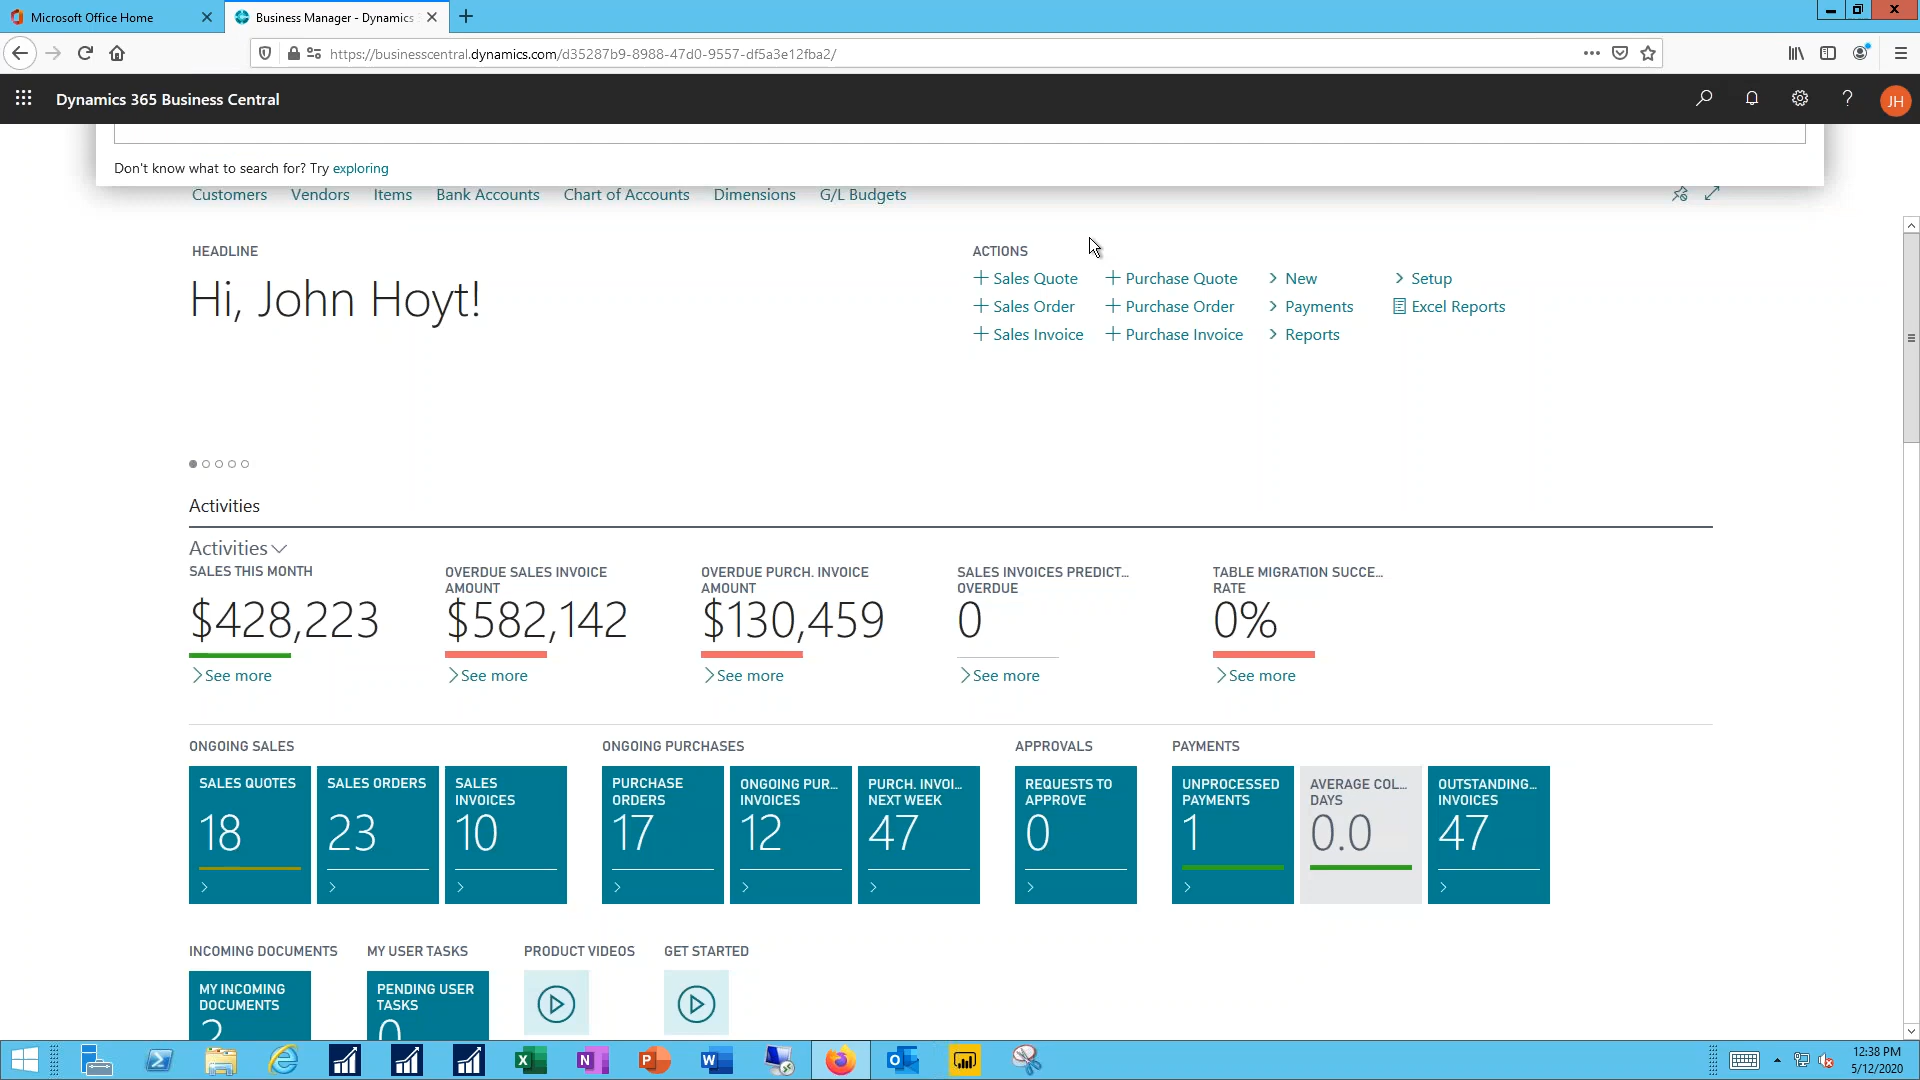 Microsoft Office Home
Business Manager - Dynamics
https://businesscentral.dynamics.com/d35287b9-8988-47d0-9557-df5a3e12fba2/
Dynamics 365 Business Central
JH
Don't know what to search for? Try exploring
Customers Vendors Items Bank Accounts Chart of Accounts Dimensions G/L Budgets
HEADLINE
Hi, John Hoyt!
ACTIONS
Sales Quote Purchase Quote New Setup
Sales Order Purchase Order Payments Excel Reports
Sales Invoice Purchase Invoice Reports
Activities
Activities
SALES THIS MONTH
$428,223
See more
OVERDUE SALES INVOICE
AMOUNT
$582,142
See more
OVERDUE PURCH. INVOICE
AMOUNT
$130,459
See more
SALES INVOICES PREDICT...
OVERDUE
0
See more
TABLE MIGRATION SUCCE...
RATE
0%
See more
ONGOING SALES
SALES QUOTES
18
SALES ORDERS
23
SALES
INVOICES
10
ONGOING PURCHASES
PURCHASE
ORDERS
17
ONGOING PUR...
INVOICES
12
PURCH. INVOI...
NEXT WEEK
47
APPROVALS
REQUESTS TO
APPROVE
0
PAYMENTS
UNPROCESSED
PAYMENTS
1
AVERAGE COL...
DAYS
0.0
OUTSTANDING...
INVOICES
47
INCOMING DOCUMENTS
MY INCOMING
DOCUMENTS
2
MY USER TASKS
PENDING USER
TASKS
0
PRODUCT VIDEOS
GET STARTED
12:38 PM
5/12/2020